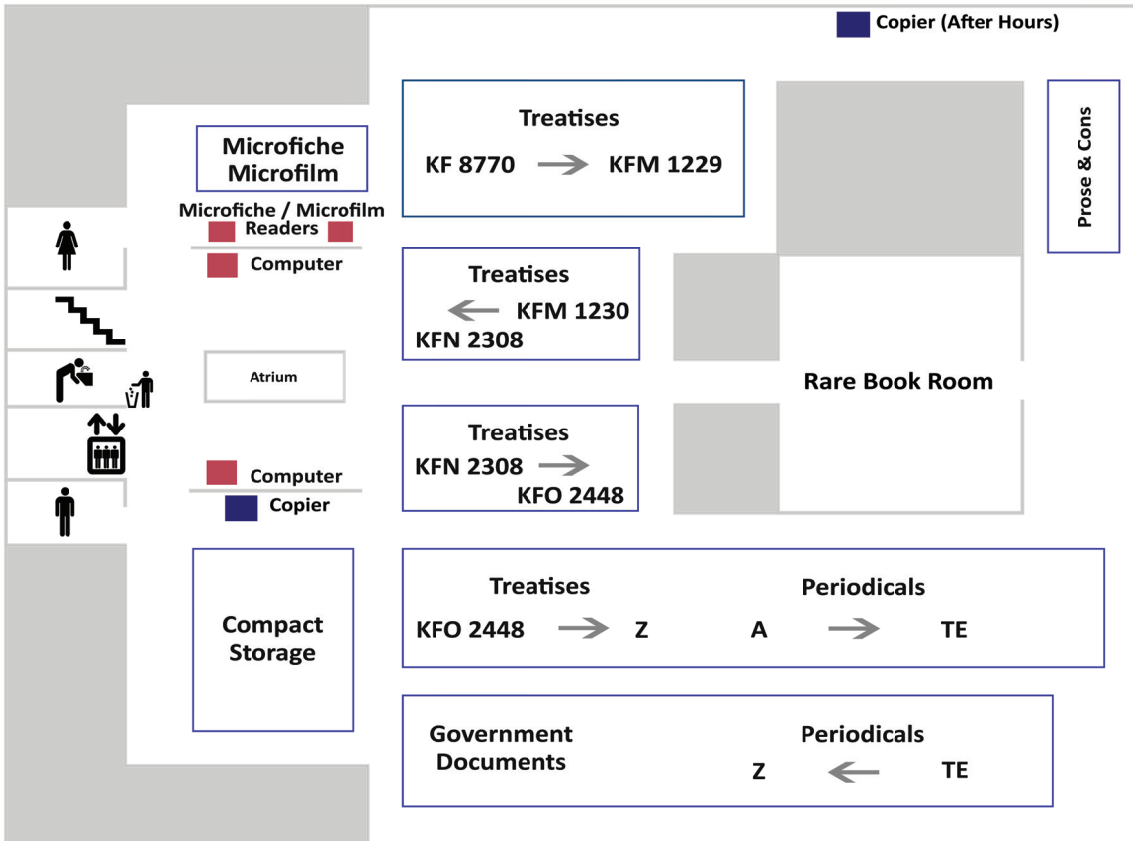 Copier (After Hours)
Treatises
KF 8770
KFM 1229
Prose & Cons
Microfiche
Microfilm
Microfiche / Microfilm
Readers
Computer
Treatises
KFM 1230
KFN 2308
Atrium
Rare Book Room
Treatises
KFN 2308
KFO 2448
Computer
Copier
Compact
Storage
Treatises
KFO 2448
Z
Periodicals
A
TE
Government
Documents
Periodicals
Z
TE